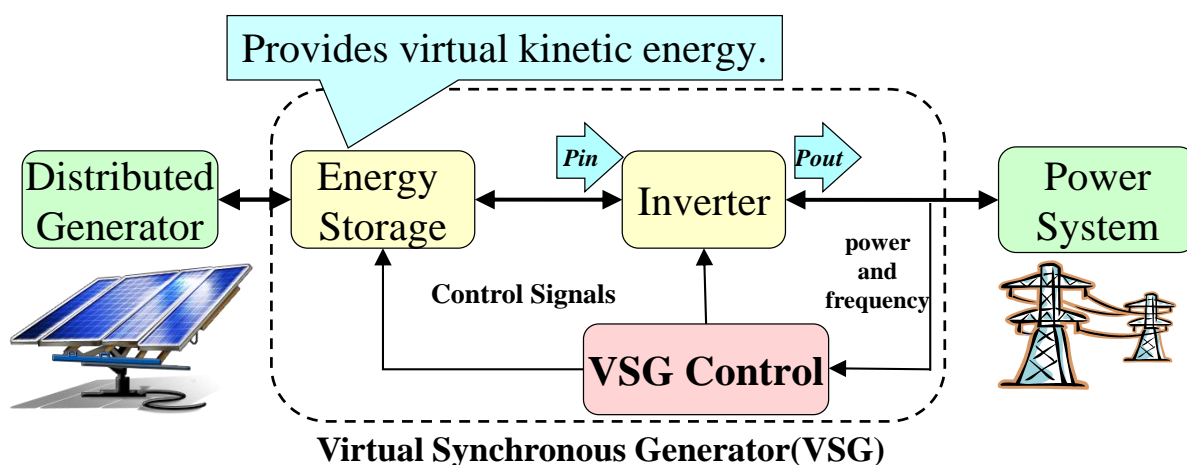 Provides virtual kinetic energy.
Distributed
Generator
Energy
Storage
Pin
Inverter
Pout
Power
System
power
and
frequency
Control Signals
VSG Control
Virtual Synchronous Generator(VSG)